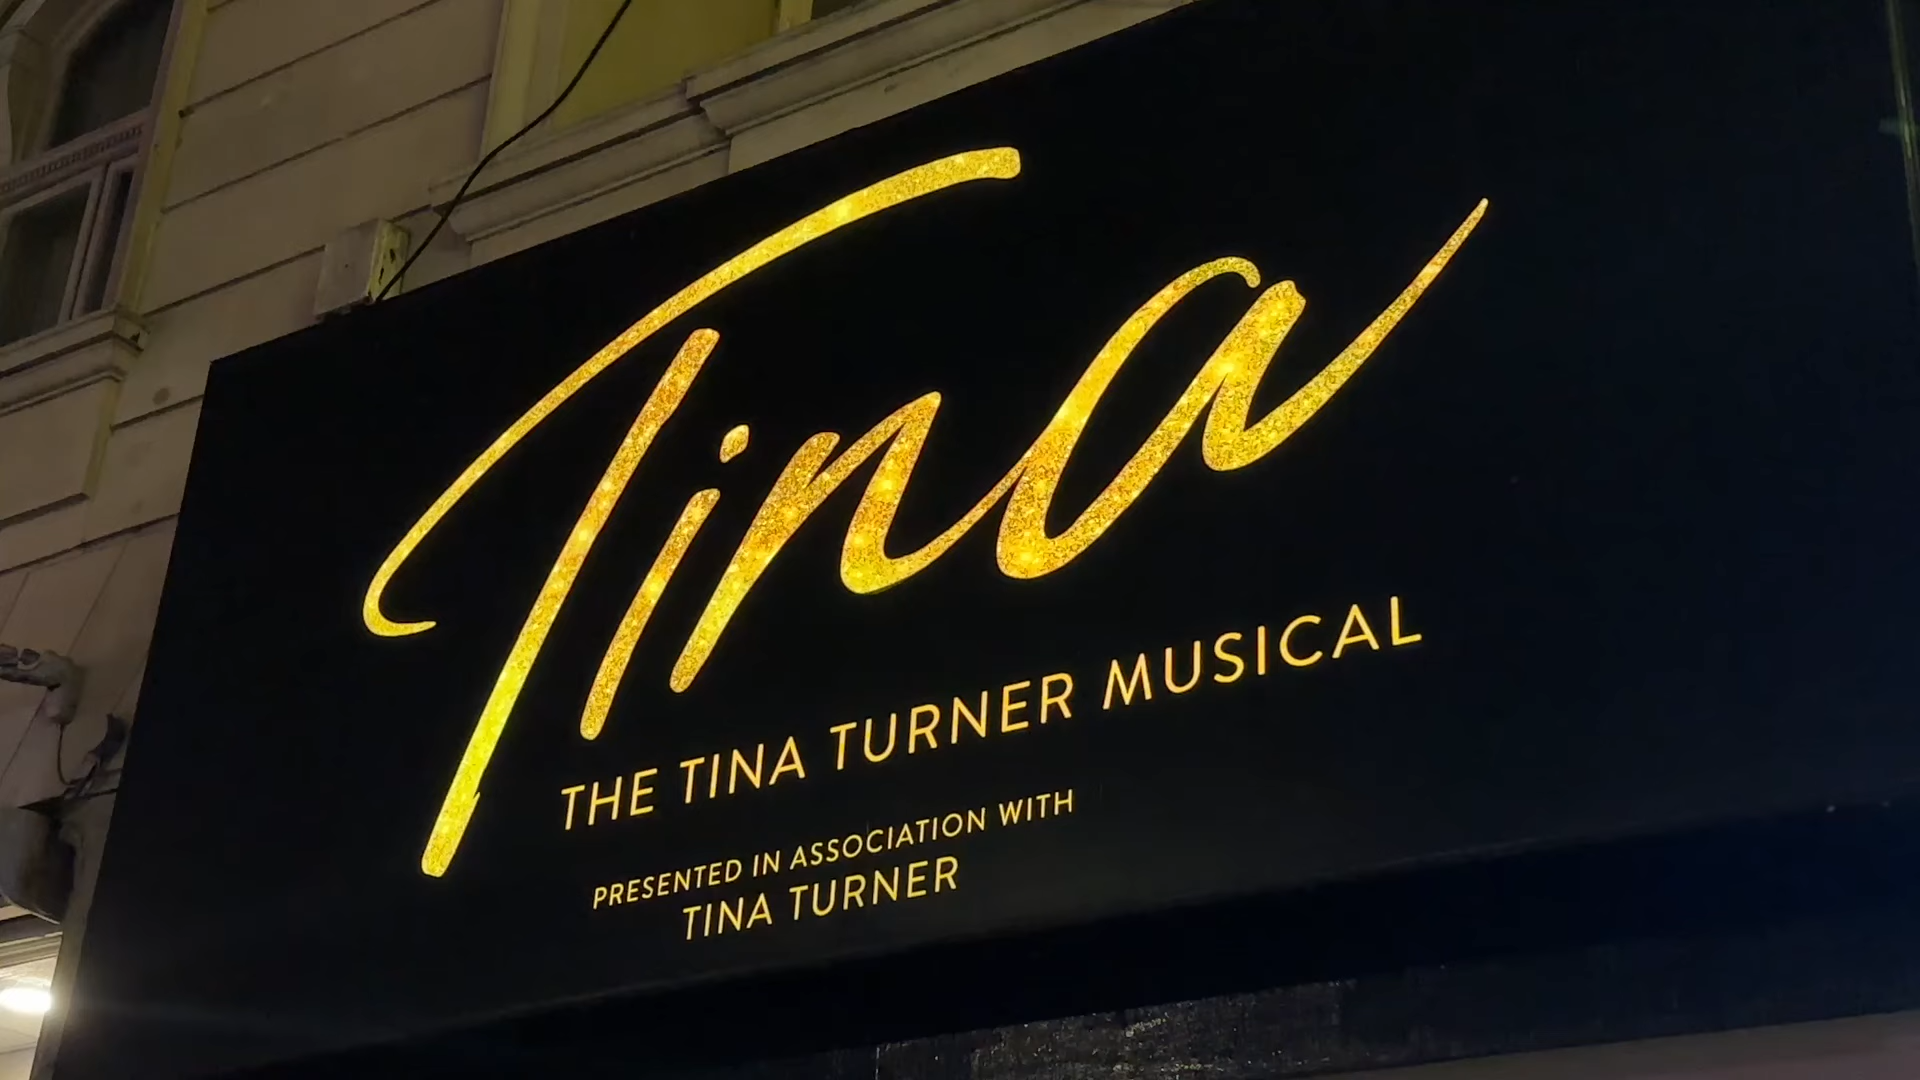 Tina
THE TINA TURNER MUSICAL
PRESENTED IN ASSOCIATION WITH
TINA TURNER